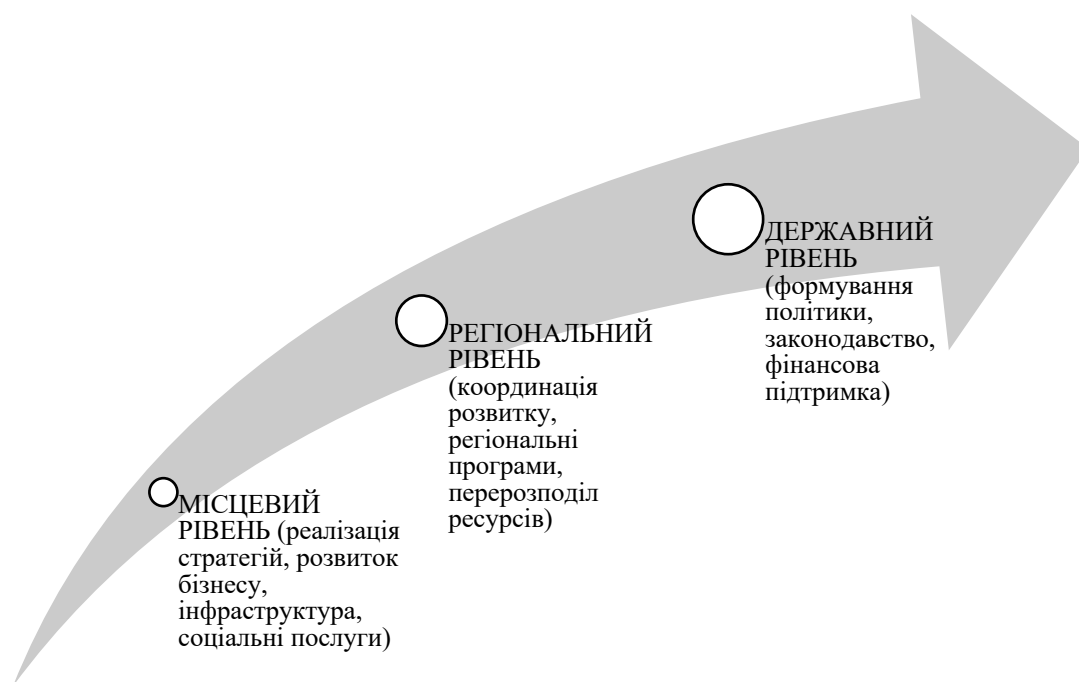 ДЕРЖАВНИЙ
РІВЕНЬ
(формування
політики,
законодавство,
фінансова
підтримка)
РЕГІОНАЛЬНИЙ
РІВЕНЬ
(координація
розвитку,
регіональні
програми,
перерозподіл
ресурсів)
МІСЦЕВИЙ
РІВЕНЬ (реалізація
стратегій, розвиток
бізнесу,
інфраструктура,
соціальні послуги)